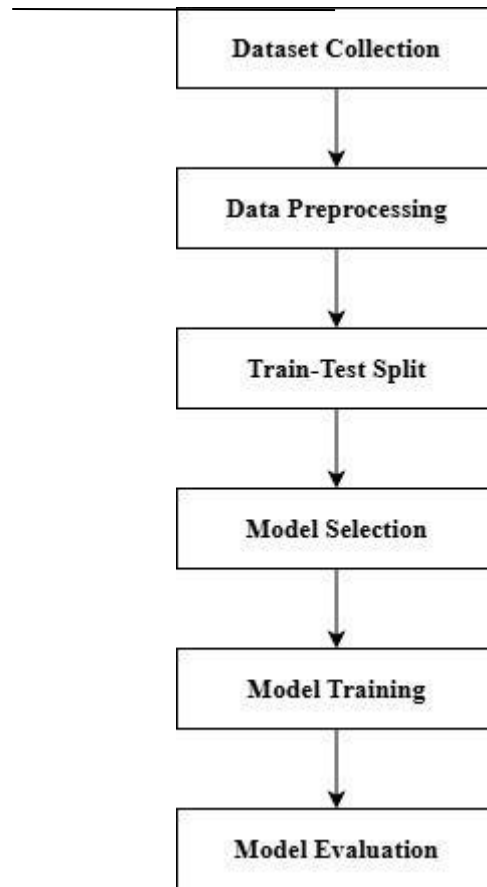 Dataset Collection
Data Preprocessing
Train-Test Split
Model Selection
Model Training
Model Evaluation